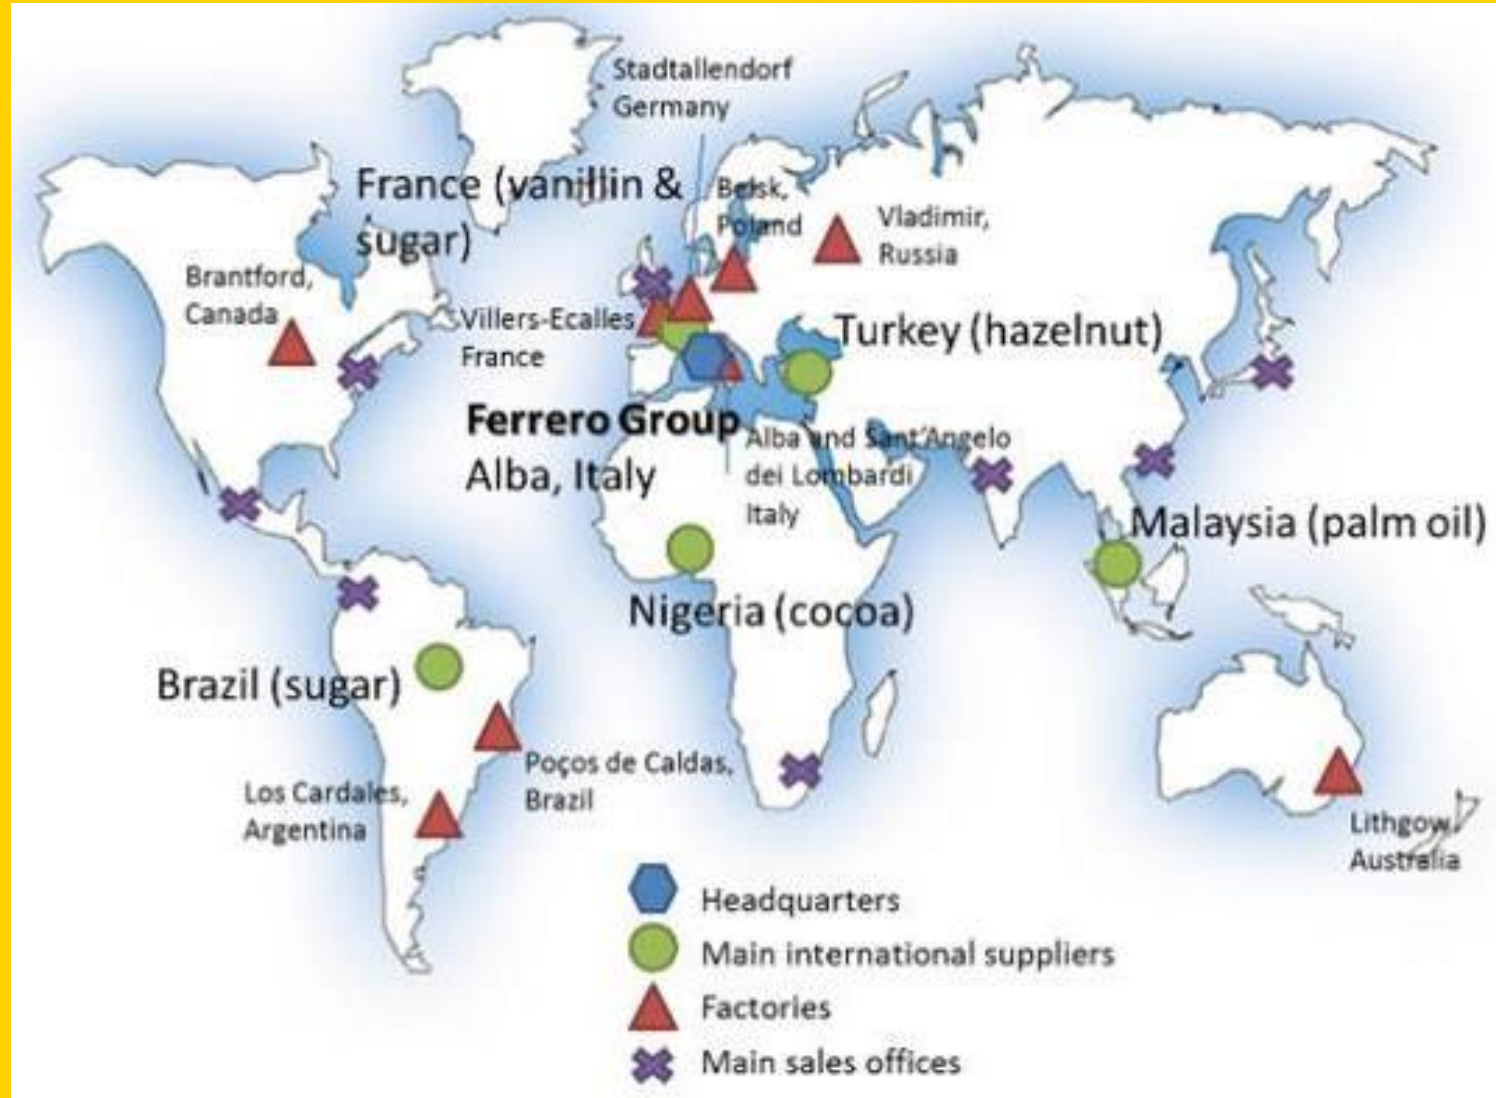 Stadtallendorf
Germany
France (vanillin &
sugar)
Belsk,
Poland
Vladimir,
Russia
Brantford,
Canada
Villers-Ecalles
France
Turkey (hazelnut)
Ferrero Group
Alba, Italy
Alba and Sant'Angelo
dei Lombardi
Italy
Malaysia (palm oil)
Nigeria (cocoa)
Brazil (sugar)
Poços de Caldas,
Brazil
Los Cardales,
Argentina
Lithgow,
Australia
Headquarters
Main international suppliers
Factories
Main sales offices